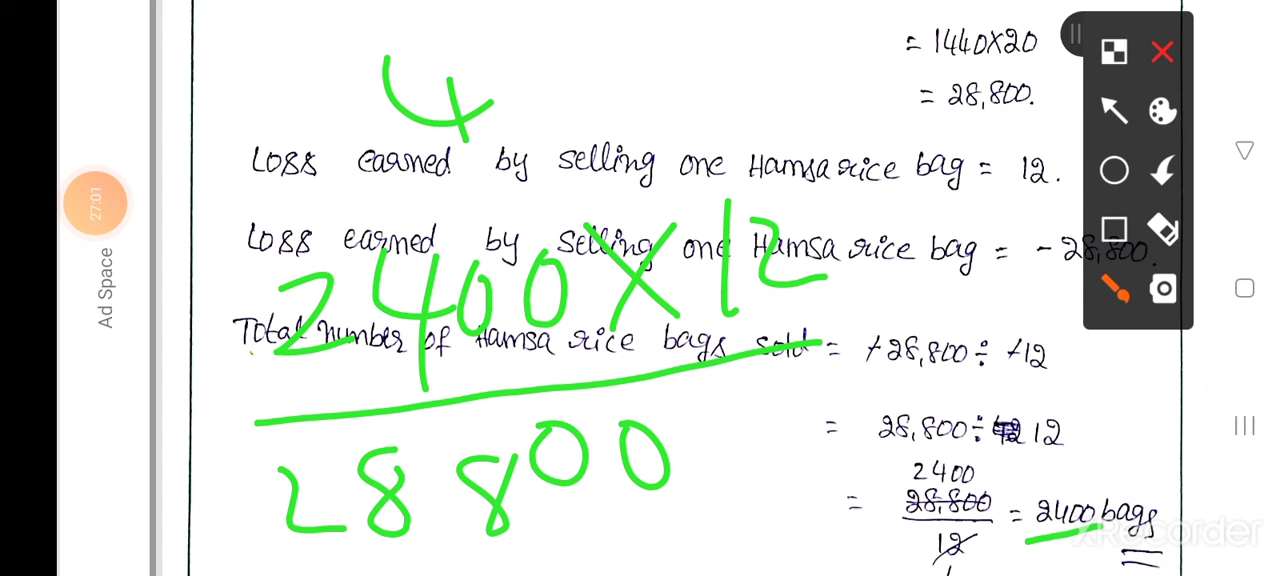 = 1440×20
= 28,800.
4
Loss earned by selling one Hamsa rice bag = 12.
Loss earned by selling one Hamsa rice bag = - 28,800.
2400×12
Total number of Hamsa rice bags sold = -28,800 ÷ -12
28800
= 28,800 ÷ 12
2400
= 28,800/12 = 2400 bags
27:01
Ad Space
XRecorder